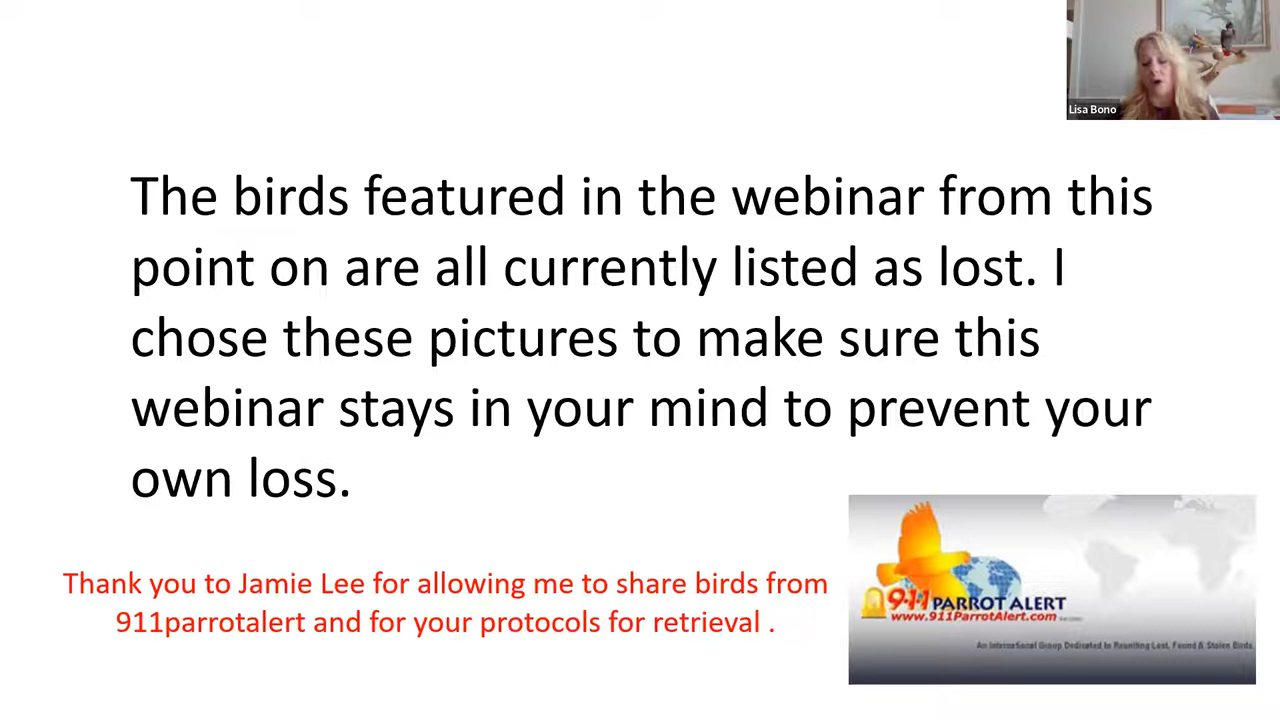 Lisa Bono
The birds featured in the webinar from this
point on are all currently listed as lost. I
chose these pictures to make sure this
webinar stays in your mind to prevent your
own loss.
Thank you to Jamie Lee for allowing me to share birds from
911parrotalert and for your protocols for retrieval .
911 PARROT ALERT
www.911ParrotAlert.com
An International Group Dedicated to Reuniting Lost, Found & Stolen Birds